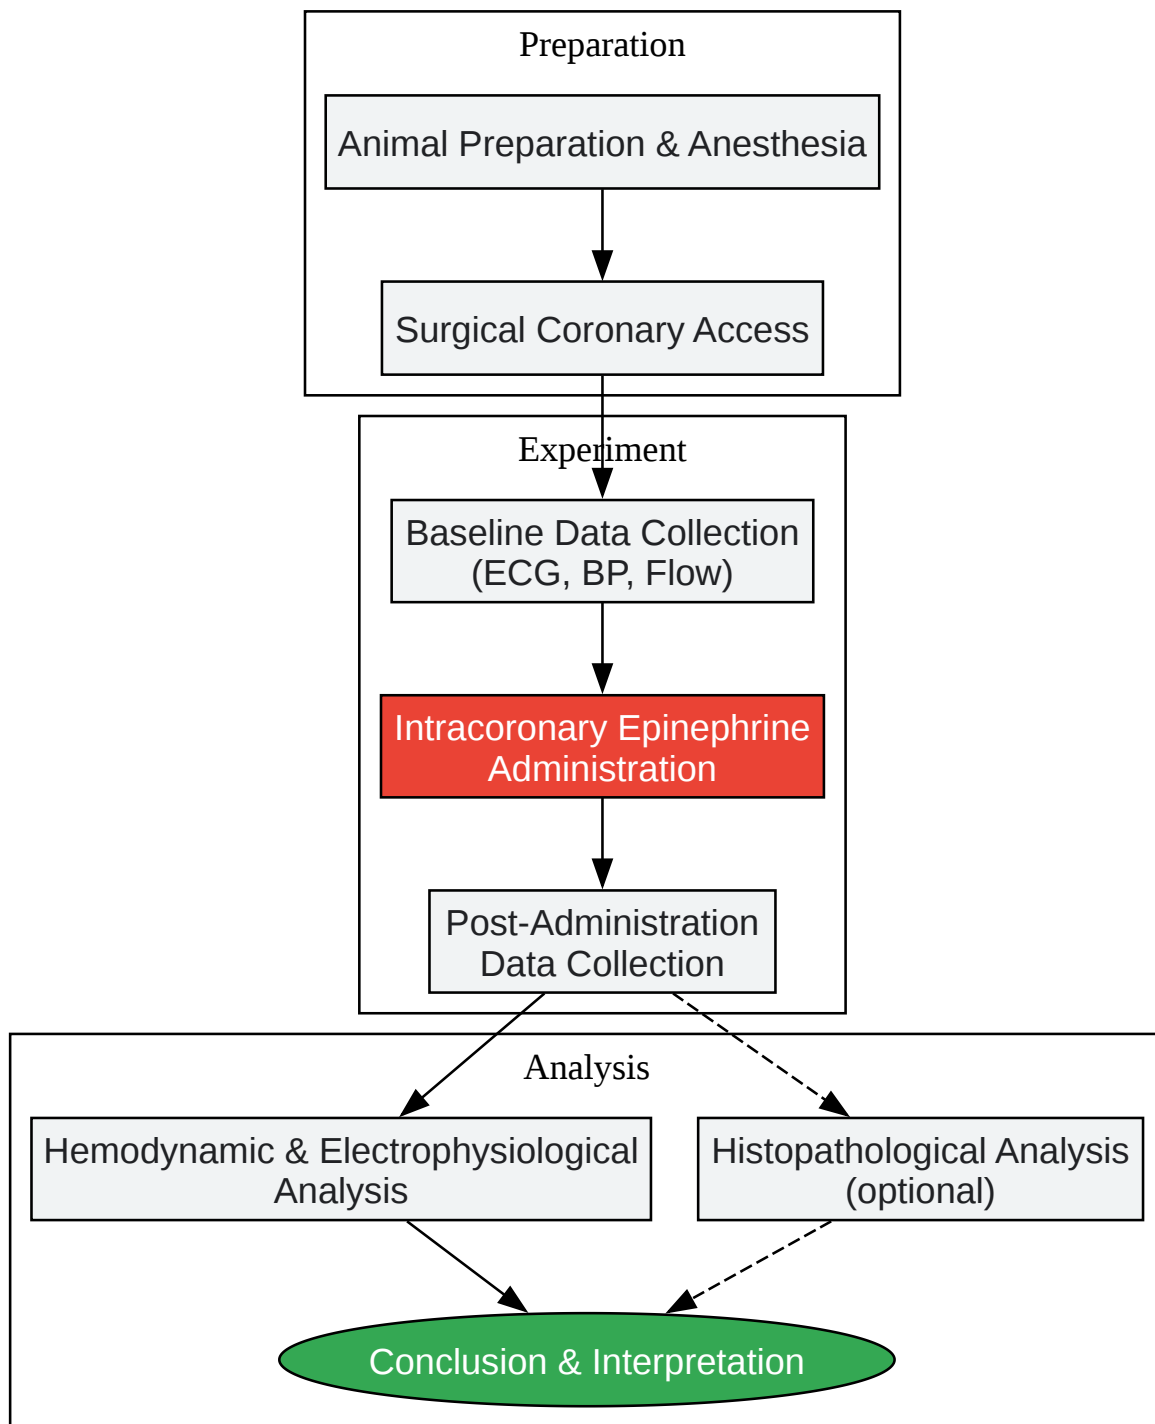 Preparation
Animal Preparation & Anesthesia
Surgical Coronary Access
Experiment
Baseline Data Collection
(ECG, BP, Flow)
Intracoronary Epinephrine
Administration
Post-Administration
Data Collection
Analysis
Hemodynamic & Electrophysiological
Analysis
Histopathological Analysis
(optional)
Conclusion & Interpretation